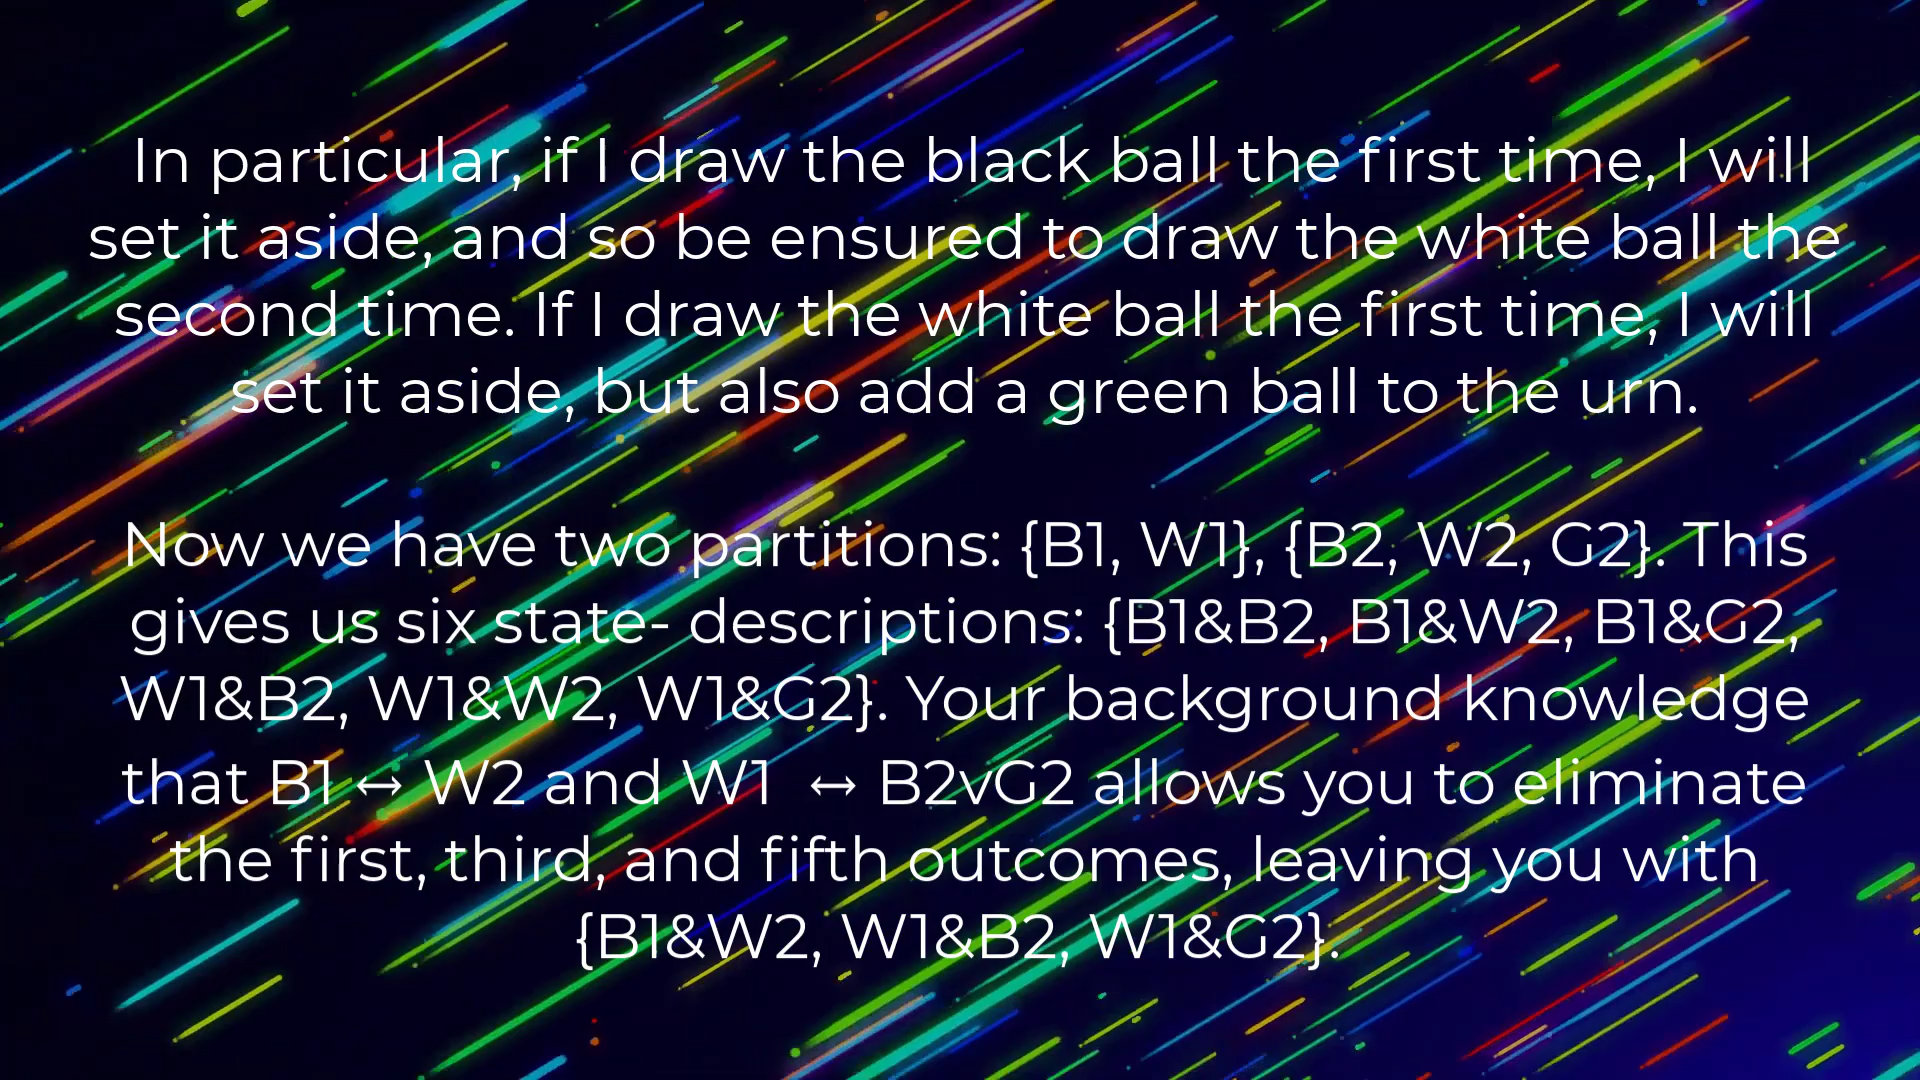 In particular, if I draw the black ball the first time, I will
set it aside, and so be ensured to draw the white ball the
second time. If I draw the white ball the first time, I will
set it aside, but also add a green ball to the urn.
Now we have two partitions: {B1, W1}, {B2, W2, G2}. This
gives us six state- descriptions: {B1&B2, B1&W2, B1&G2,
W1&B2, W1&W2, W1&G2}. Your background knowledge
that B1 ↔ W2 and W1  ↔ B2vG2 allows you to eliminate
the first, third, and fifth outcomes, leaving you with
{B1&W2, W1&B2, W1&G2}.